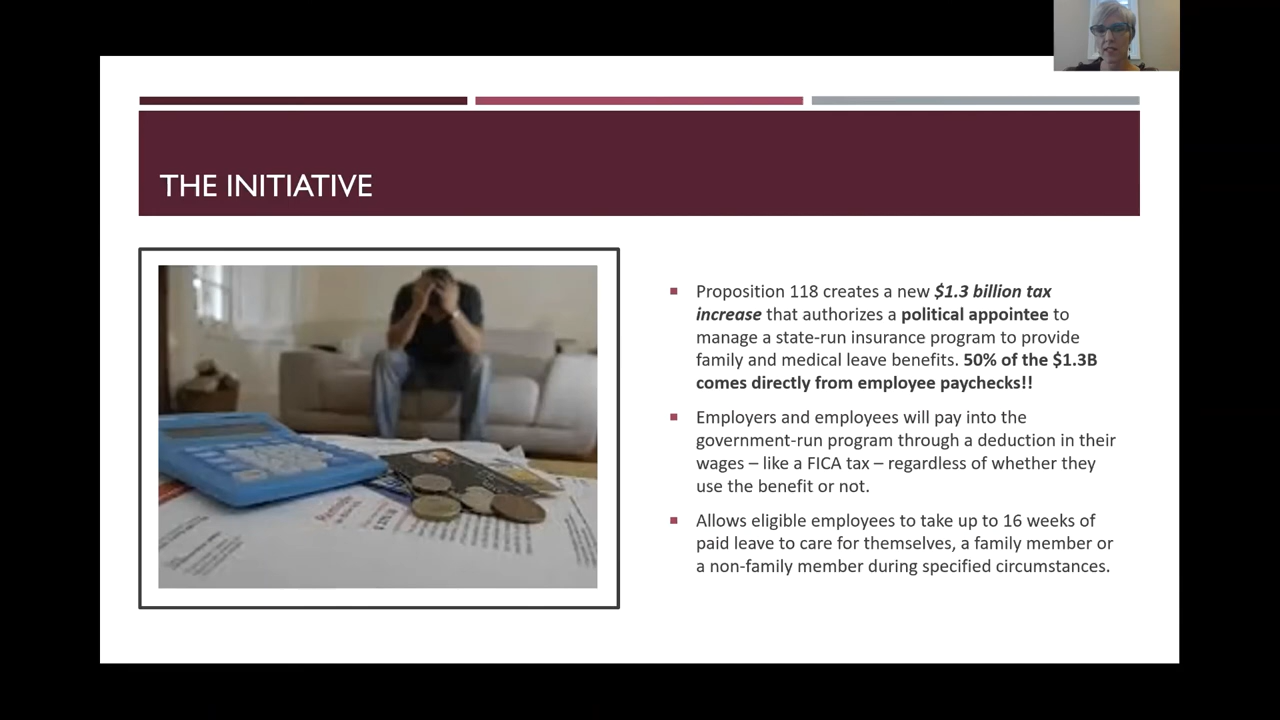 THE INITIATIVE
Proposition 118 creates a new $1.3 billion tax
increase that authorizes a political appointee to
manage a state-run insurance program to provide
family and medical leave benefits. 50% of the $1.3B
comes directly from employee paychecks!!
Employers and employees will pay into the
government-run program through a deduction in their
wages – like a FICA tax – regardless of whether they
use the benefit or not.
Allows eligible employees to take up to 16 weeks of
paid leave to care for themselves, a family member or
a non-family member during specified circumstances.